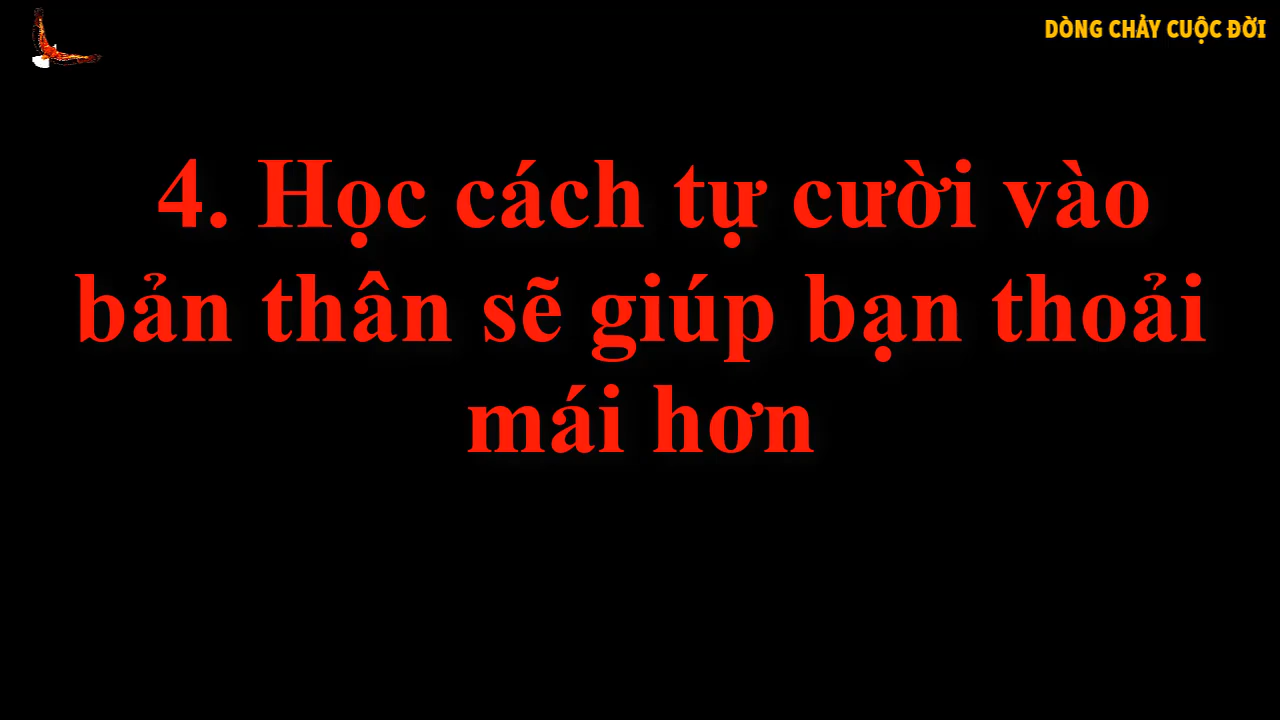 DÒNG CHẢY CUỘC ĐỜI
4. Học cách tự cười vào
bản thân sẽ giúp bạn thoải
mái hơn